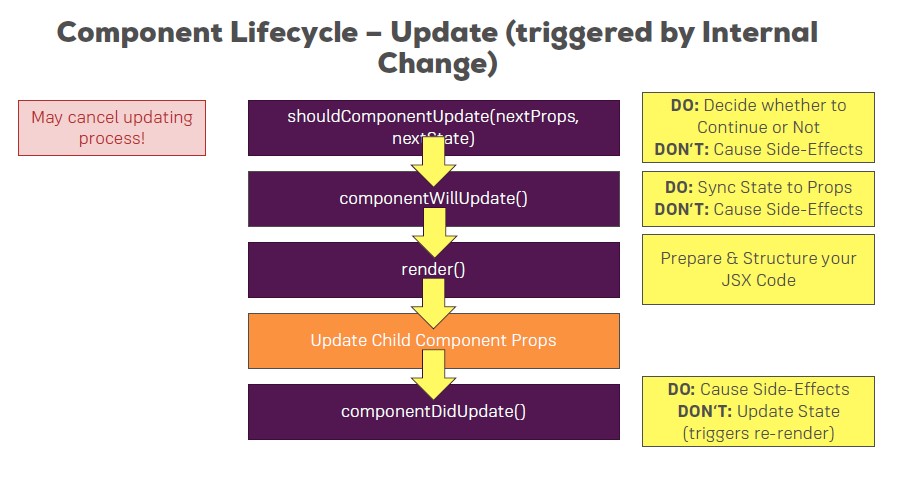 Component Lifecycle – Update (triggered by Internal
Change)
May cancel updating
process!
shouldComponentUpdate(nextProps,
nextState)
DO: Decide whether to
Continue or Not
DON'T: Cause Side-Effects
componentWillUpdate()
DO: Sync State to Props
DON'T: Cause Side-Effects
render()
Prepare & Structure your
JSX Code
Update Child Component Props
componentDidUpdate()
DO: Cause Side-Effects
DON'T: Update State
(triggers re-render)